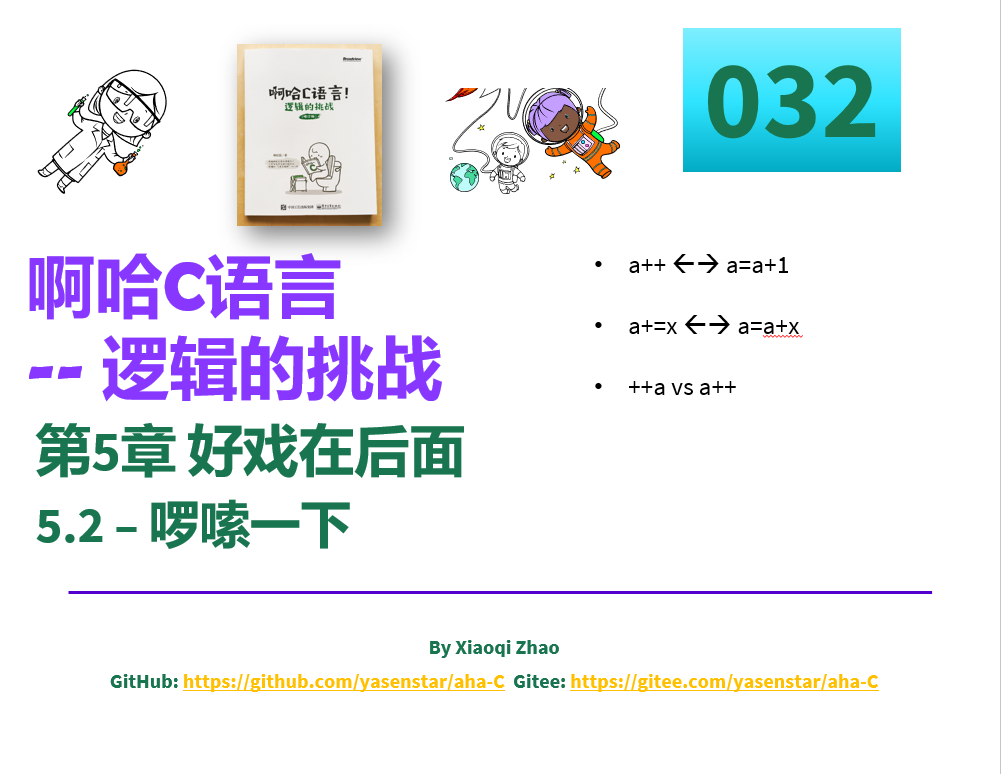 啊哈C语言!
逻辑的挑战
032
啊哈C语言
-- 逻辑的挑战
第5章 好戏在后面
5.2 – 啰嗦一下
• a++ ←→ a=a+1
• a+=x ←→ a=a+x
• ++a vs a++
By Xiaoqi Zhao
GitHub: https://github.com/yasenstar/aha-C Gitee: https://gitee.com/yasenstar/aha-C